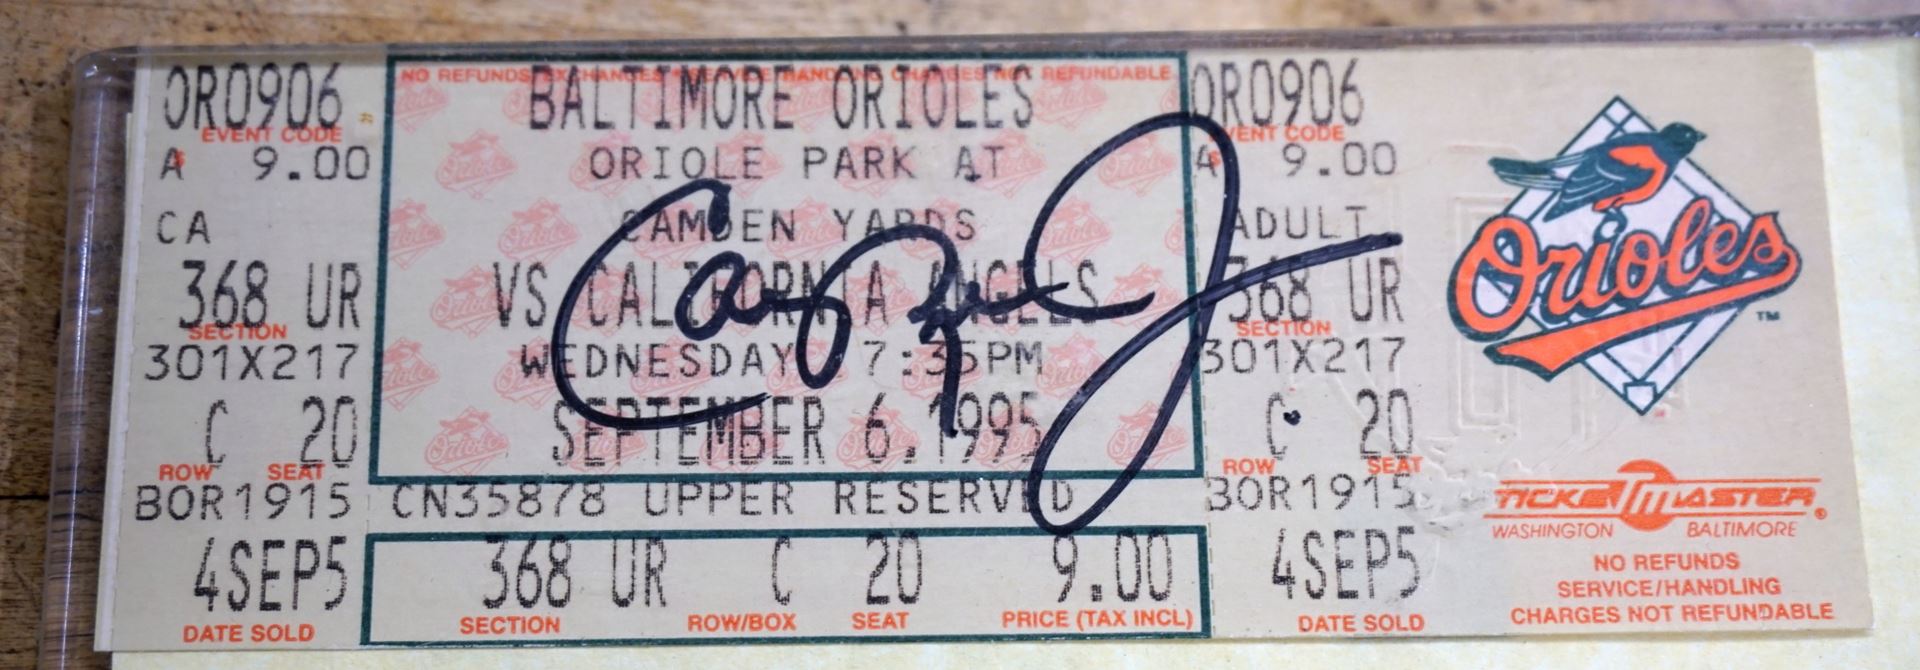 OR0906
EVENT CODE
A $ 9.00
CA
368 UR
SECTION
301X217
C 20
ROW SEAT
BOR1915
4SEP5
DATE SOLD
NO REFUNDS/EXCHANGES • SERVICE/HANDLING CHARGES NOT REFUNDABLE
BALTIMORE ORIOLES
ORIOLE PARK AT
CAMDEN YARDS
VS CALIFORNIA ANGELS
WEDNESDAY 7:35PM
SEPTEMBER 6,1995
Cal Ripken Jr
CN35878 UPPER RESERVED
368 UR C 20 9.00
SECTION ROW/BOX SEAT PRICE (TAX INCL)
OR0906
EVENT CODE
A $ 9.00
ADULT
368 UR
SECTION
301X217
C 20
ROW SEAT
BOR1915
4SEP5
DATE SOLD
Orioles
TM
TICKETMASTER®
WASHINGTON BALTIMORE
NO REFUNDS
SERVICE/HANDLING
CHARGES NOT REFUNDABLE